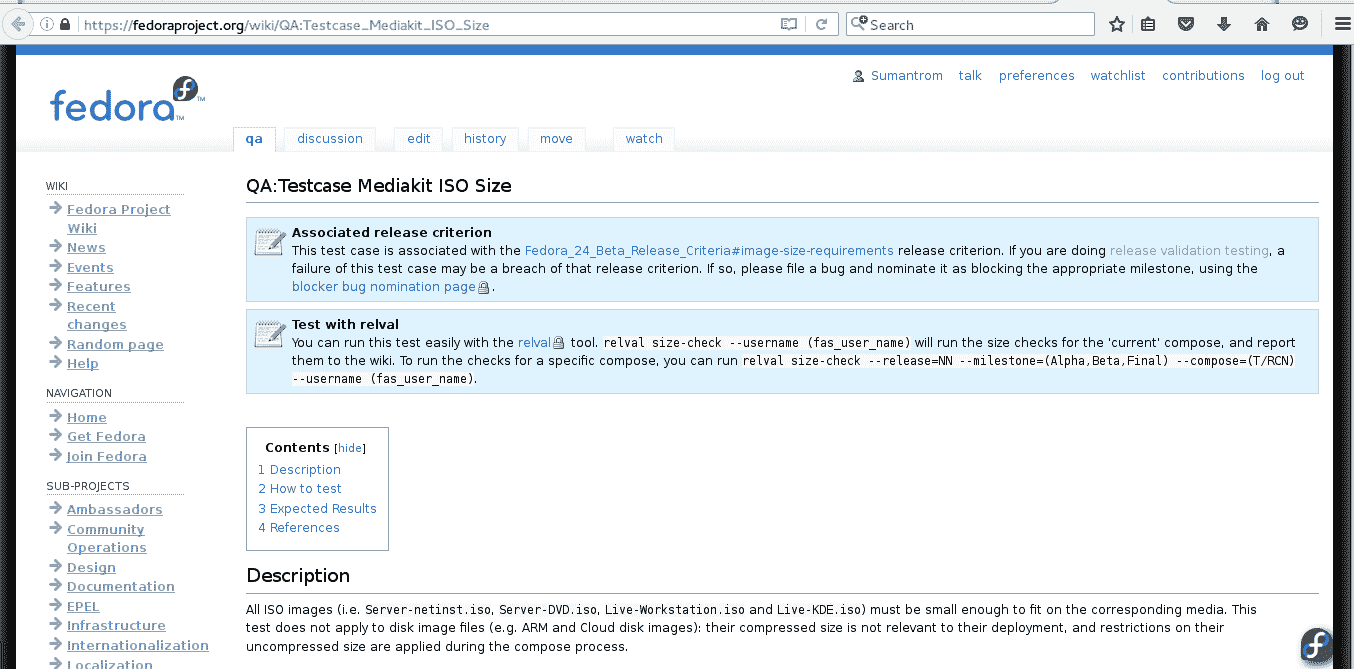 https://fedoraproject.org/wiki/QA:Testcase_Mediakit_ISO_Size
Search
fedora
Sumantrom talk preferences watchlist contributions log out
qa discussion edit history move watch
WIKI
Fedora Project
Wiki
News
Events
Features
Recent
changes
Random page
Help
NAVIGATION
Home
Get Fedora
Join Fedora
SUB-PROJECTS
Ambassadors
Community
Operations
Design
Documentation
EPEL
Infrastructure
Internationalization
Localization
QA:Testcase Mediakit ISO Size
Associated release criterion
This test case is associated with the Fedora_24_Beta_Release_Criteria#image-size-requirements release criterion. If you are doing release validation testing, a
failure of this test case may be a breach of that release criterion. If so, please file a bug and nominate it as blocking the appropriate milestone, using the
blocker bug nomination page.
Test with relval
You can run this test easily with the relval tool. relval size-check --username (fas_user_name) will run the size checks for the 'current' compose, and report
them to the wiki. To run the checks for a specific compose, you can run relval size-check --release=NN --milestone=(Alpha,Beta,Final) --compose=(T/RCN)
--username (fas_user_name).
Contents [hide]
1 Description
2 How to test
3 Expected Results
4 References
Description
All ISO images (i.e. Server-netinst.iso, Server-DVD.iso, Live-Workstation.iso and Live-KDE.iso) must be small enough to fit on the corresponding media. This
test does not apply to disk image files (e.g. ARM and Cloud disk images): their compressed size is not relevant to their deployment, and restrictions on their
uncompressed size are applied during the compose process.